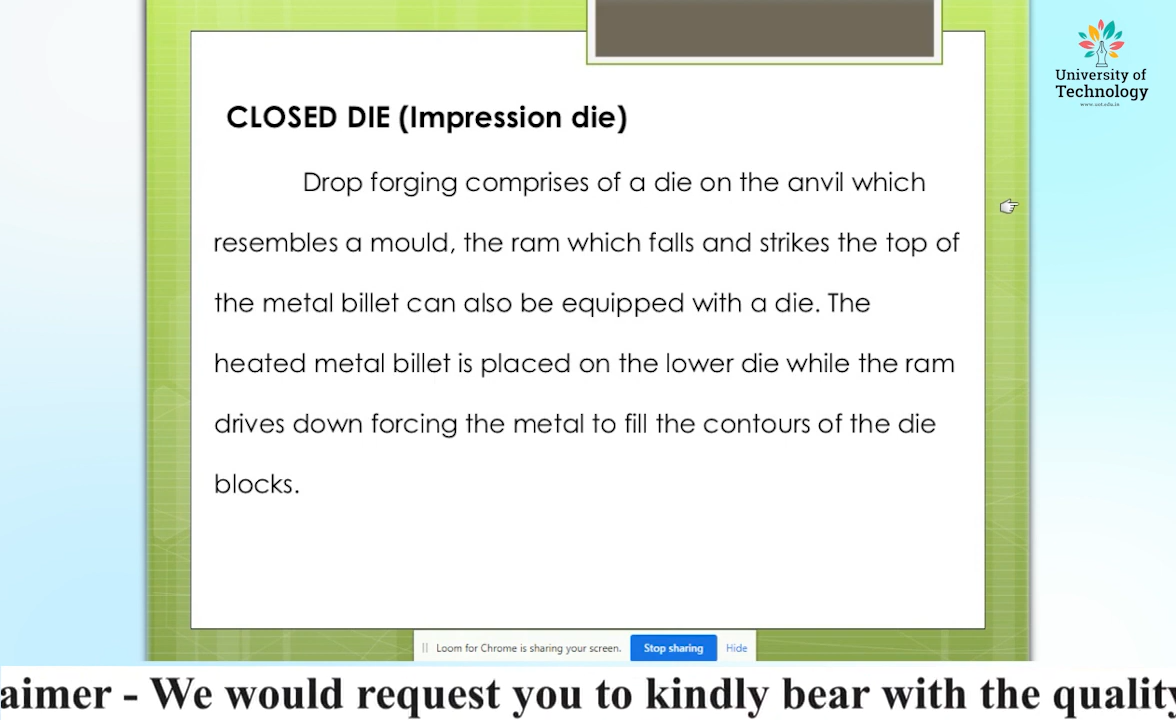 University of
Technology
www.uot.edu.in
CLOSED DIE (Impression die)
Drop forging comprises of a die on the anvil which
resembles a mould, the ram which falls and strikes the top of
the metal billet can also be equipped with a die. The
heated metal billet is placed on the lower die while the ram
drives down forcing the metal to fill the contours of the die
blocks.
Loom for Chrome is sharing your screen. Stop sharing Hide
aimer - We would request you to kindly bear with the quality